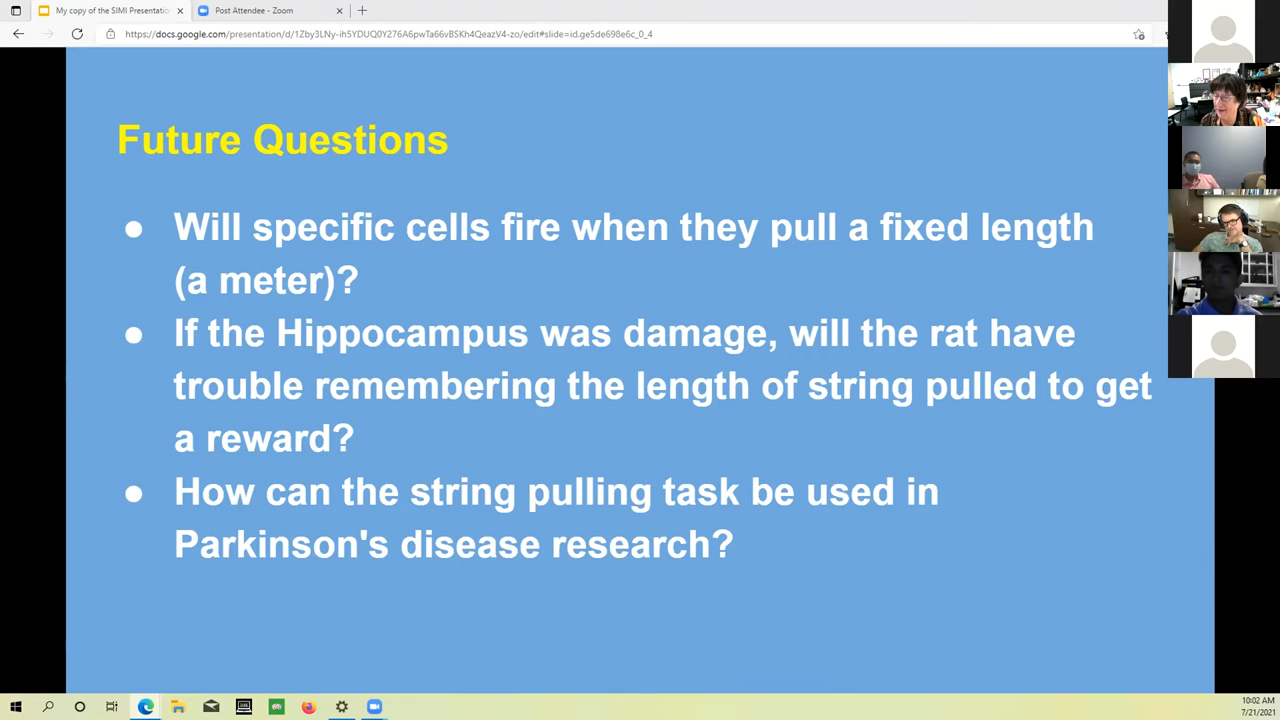 My copy of the SIMI Presentation
Post Attendee - Zoom
https://docs.google.com/presentation/d/1Zby3LNy-ih5YDUQ0Y276A6pwTa66vBSKh4QeazV4-zo/edit#slide=id.ge5de698e6c_0_4
Future Questions
● Will specific cells fire when they pull a fixed length
(a meter)?
● If the Hippocampus was damage, will the rat have
trouble remembering the length of string pulled to get
a reward?
● How can the string pulling task be used in
Parkinson's disease research?
10:02 AM
7/21/2021